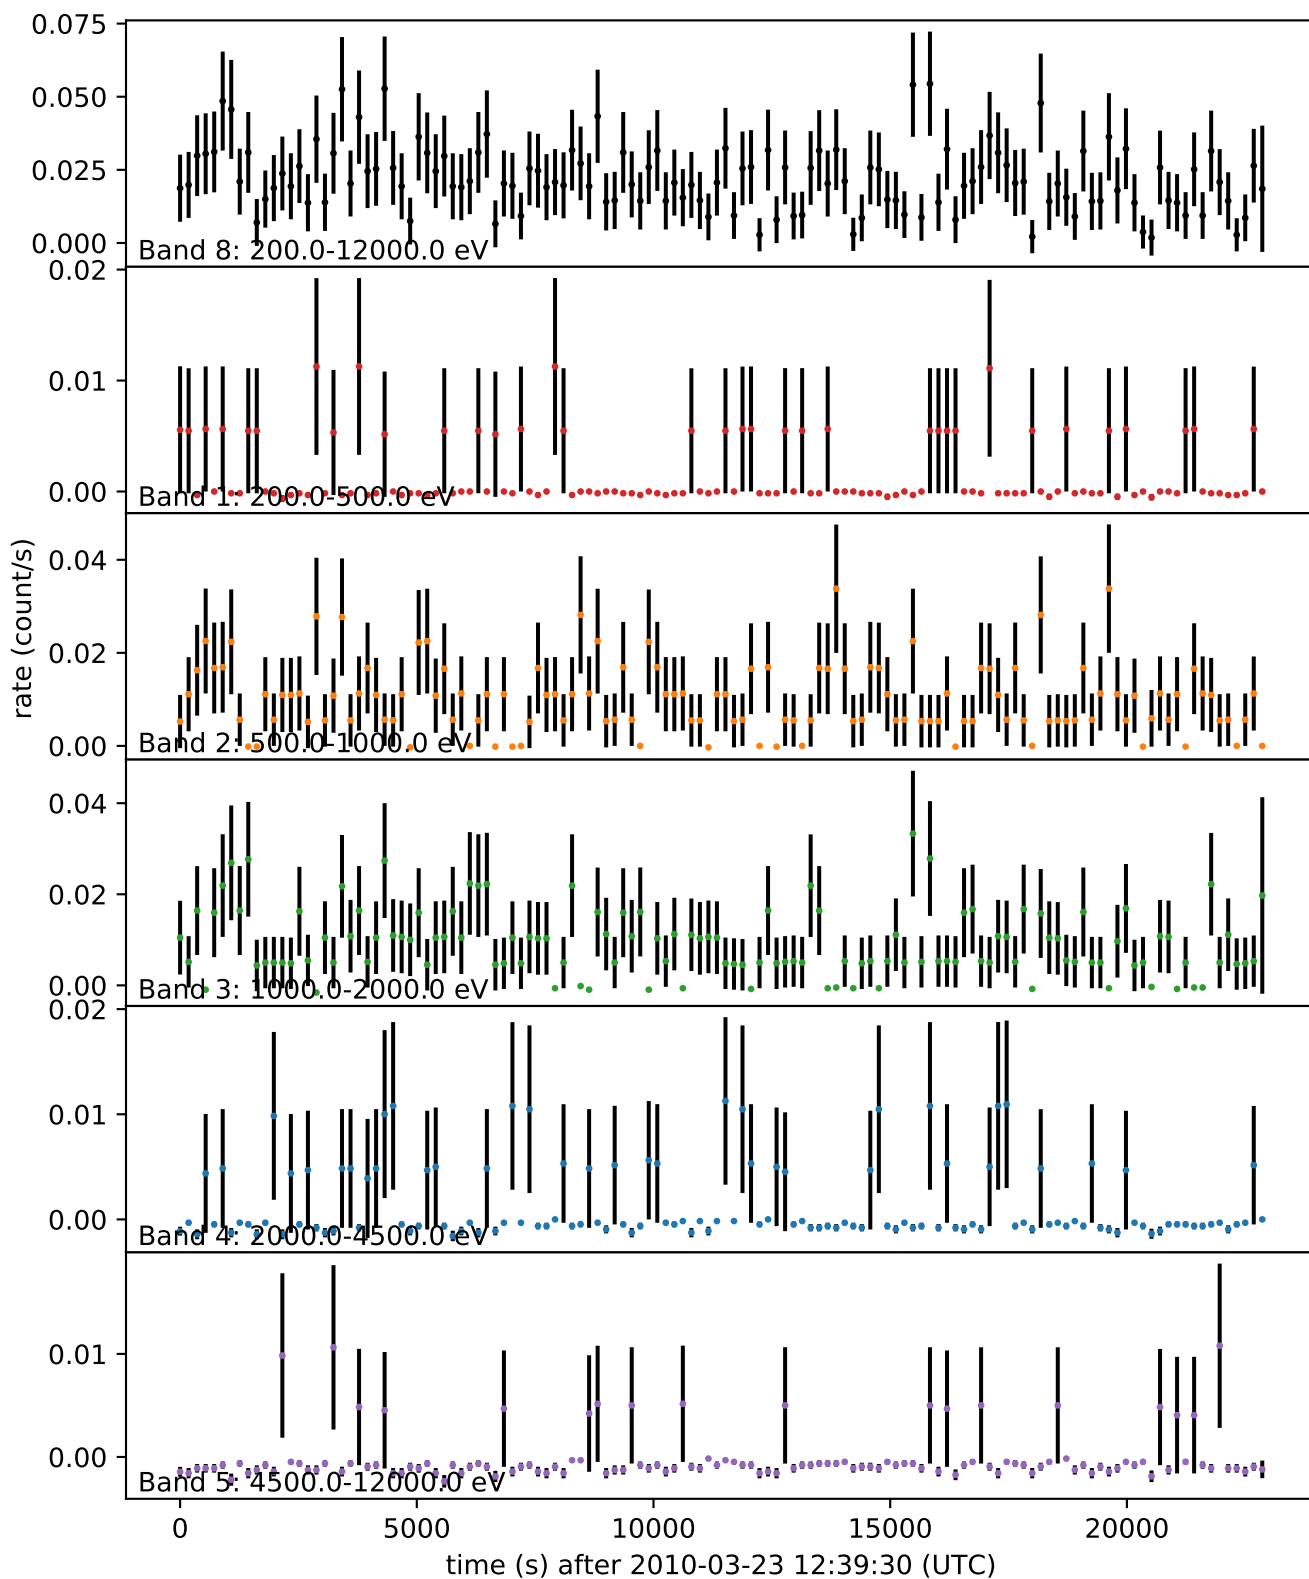 0.075
0.050
0.025
0.000
Band 8: 200.0-12000.0 eV
0.02
0.01
0.00
Band 1: 200.0-500.0 eV
0.04
0.02
0.00
Band 2: 500.0-1000.0 eV
rate (count/s)
0.04
0.02
0.00
Band 3: 1000.0-2000.0 eV
0.02
0.01
0.00
Band 4: 2000.0-4500.0 eV
0.01
0.00
Band 5: 4500.0-12000.0 eV
0 5000 10000 15000 20000
time (s) after 2010-03-23 12:39:30 (UTC)